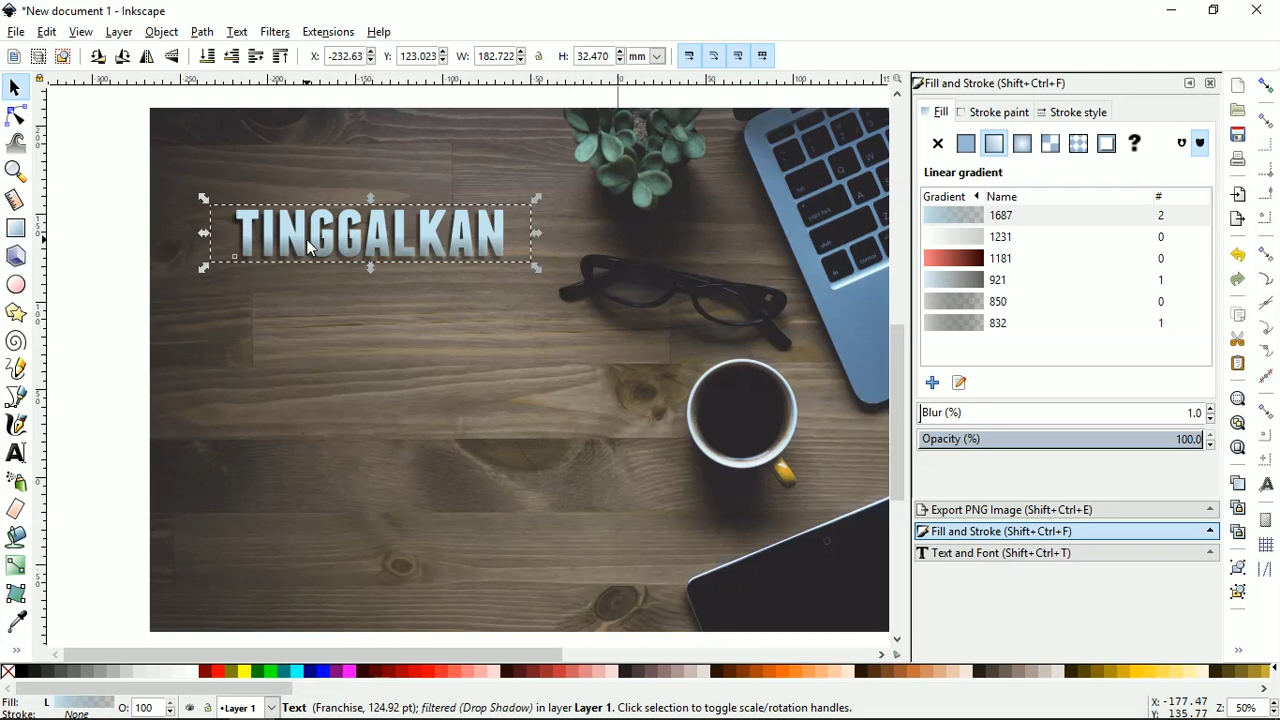 *New document 1 - Inkscape
File Edit View Layer Object Path Text Filters Extensions Help
X: -232.63 Y: 123.023 W: 182.722 H: 32.470 mm
Fill and Stroke (Shift+Ctrl+F)
Fill Stroke paint Stroke style
Linear gradient
Gradient Name #
1687 2
1231 0
1181 0
921 1
850 0
832 1
Blur (%) 1.0
Opacity (%) 100.0
Export PNG Image (Shift+Ctrl+E)
Fill and Stroke (Shift+Ctrl+F)
Text and Font (Shift+Ctrl+T)
TINGGALKAN
Fill: L O: 100 Layer 1 Text (Franchise, 124.92 pt); filtered (Drop Shadow) in layer Layer 1. Click selection to toggle scale/rotation handles. X: -177.47 Z: 50%
Stroke: None Y: 135.77